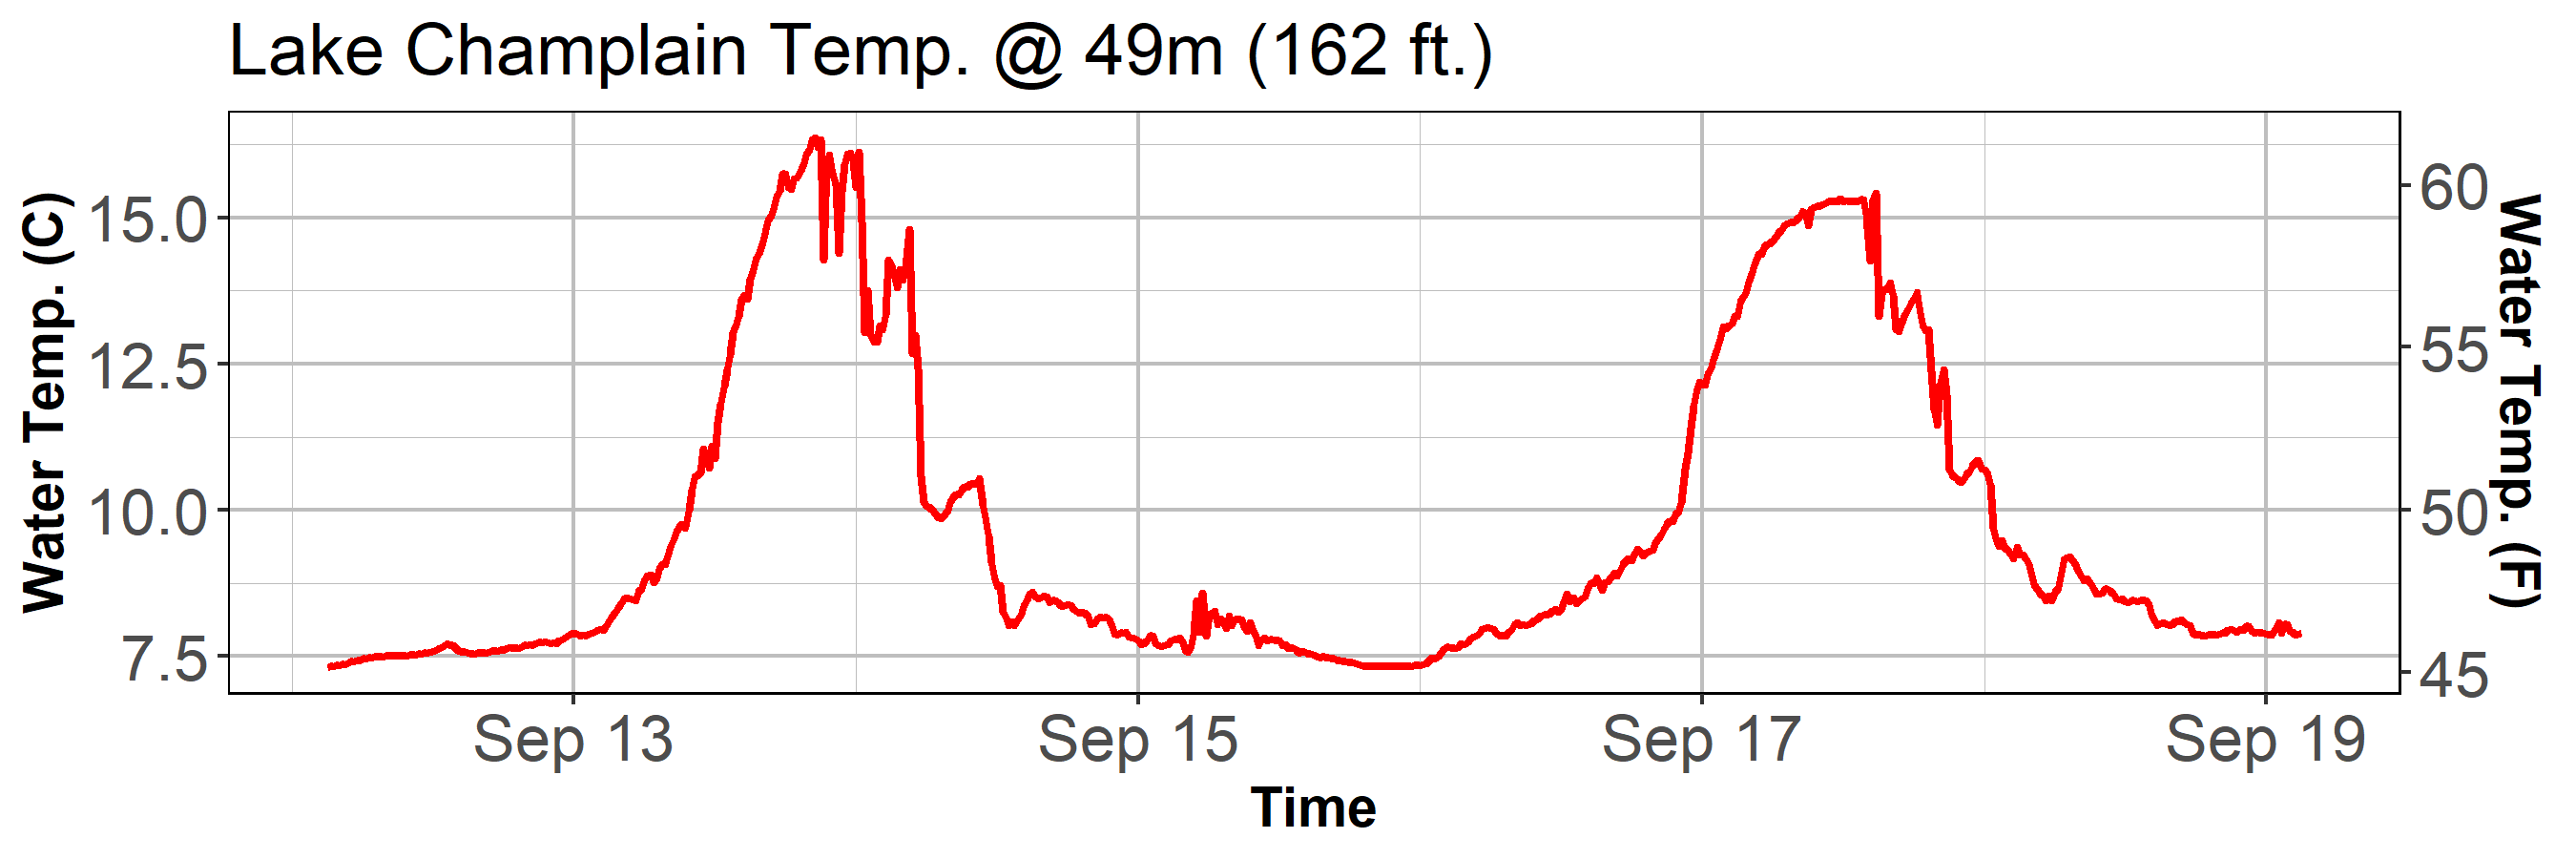 Lake Champlain Temp. @ 49m (162 ft.)
Water Temp. (C)
15.0
12.5
10.0
7.5
60
55
50
45
Water Temp. (F)
Sep 13
Sep 15
Sep 17
Sep 19
Time